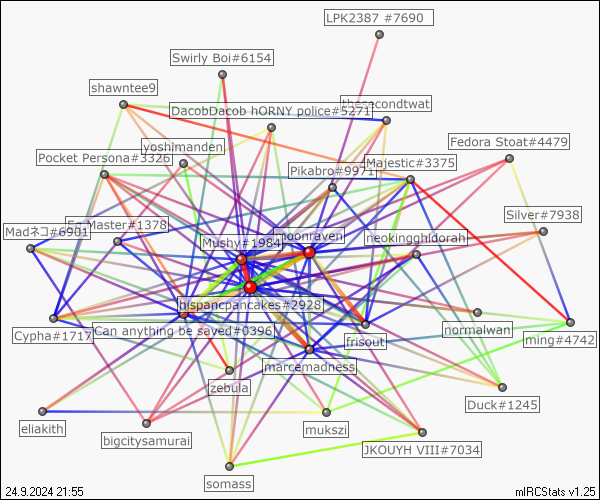 LPK2387 #7690
Swirly Boi#6154
shawntee9
DacobDacob hORNY police#5271
thesecondtwat
yoshimanden
Fedora Stoat#4479
Pocket Persona#3326
Majestic#3375
Pikabro#9971
Silver#7938
Master#1378
Madネコ#6901
moonraven
neokingghidorah
Mushy#1984
hispancpancakes#2928
Can anything be sayed#0396
Cypha#1717
frisout
normalwan
ming#4742
marcemadness
zebula
Duck#1245
eliakith
mukszi
bigcitysamurai
JKOUYH VIII#7034
somass
24.9.2024 21:55
mIRCStats v1.25